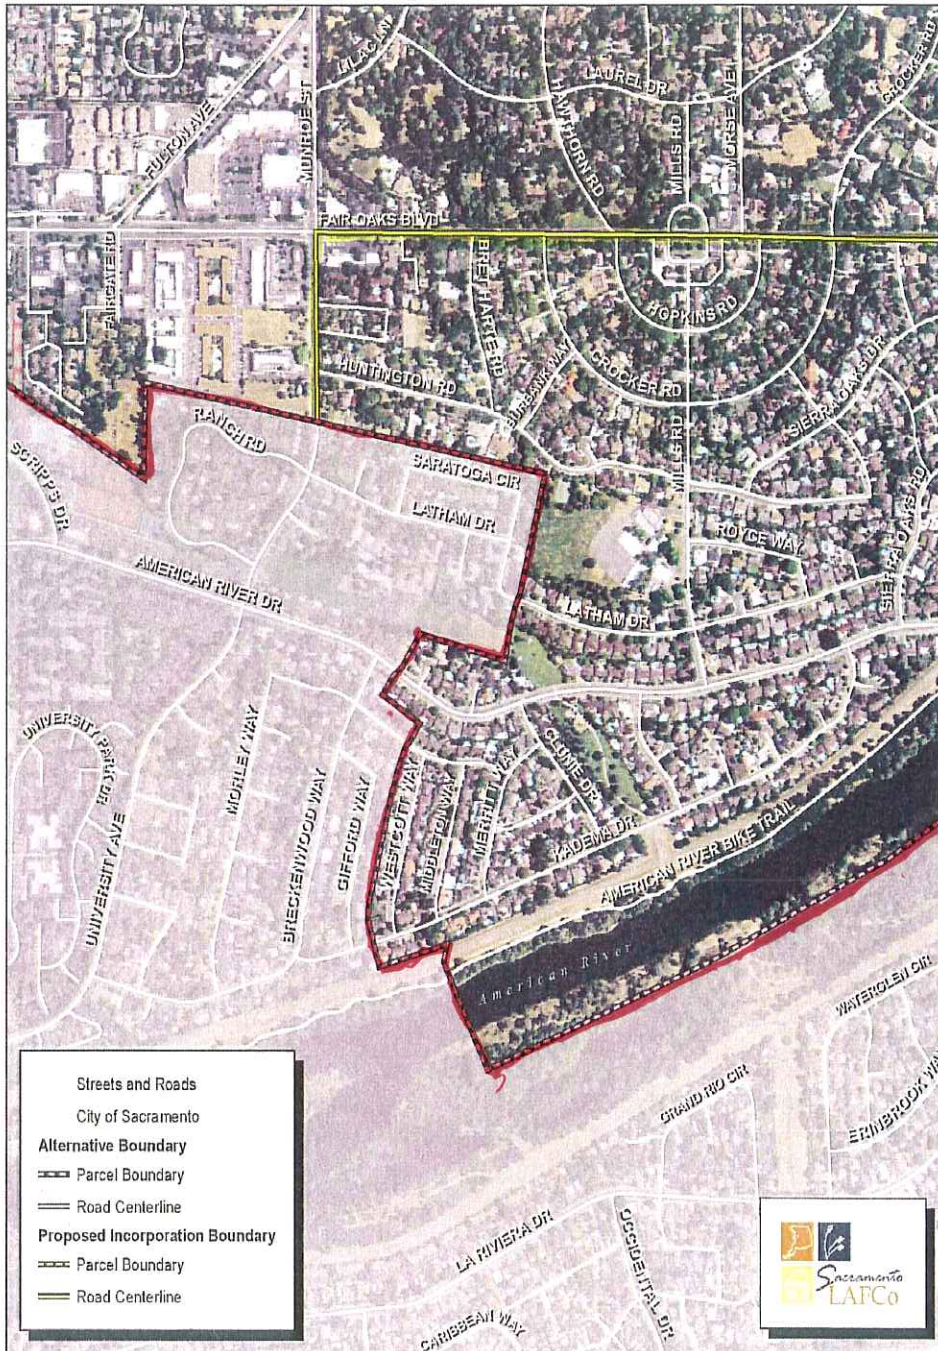 FULTON AVE
MUNROE ST
LILAC LN
LAUREL DR
HAWTHORN RD
MILLS RD
MORSE AVE
CROCKER RD
FAIR OAKS BLVD
FAIRGATE RD
BRET HARTE RD
HOPKINS RD
HUNTINGTON RD
BURBANK WAY
CROCKER RD
SIERRA OAKS DR
MILLS RD
RANCH RD
SARATOGA CIR
SCRIPPS DR
LATHAM DR
ROYCE WAY
SIERRA OAKS RD
AMERICAN RIVER DR
LATHAM DR
UNIVERSITY PARK
MORLEY WAY
BRECKENWOOD WAY
GIFFORD WAY
UNIVERSITY AVE
WESTCOTT WAY
MIDDLETON WAY
MERRITT WAY
CLUNIE DR
KADEMA DR
AMERICAN RIVER BIKE TRAIL
American River
WATERGLEN CIR
GRAND RIO CIR
ERINBROOK WAY
LA RIVIERA DR
OCCIDENTAL DR
CARIBBEAN WAY
Streets and Roads
City of Sacramento
Alternative Boundary
Parcel Boundary
Road Centerline
Proposed Incorporation Boundary
Parcel Boundary
Road Centerline
Sacramento
LAFCo